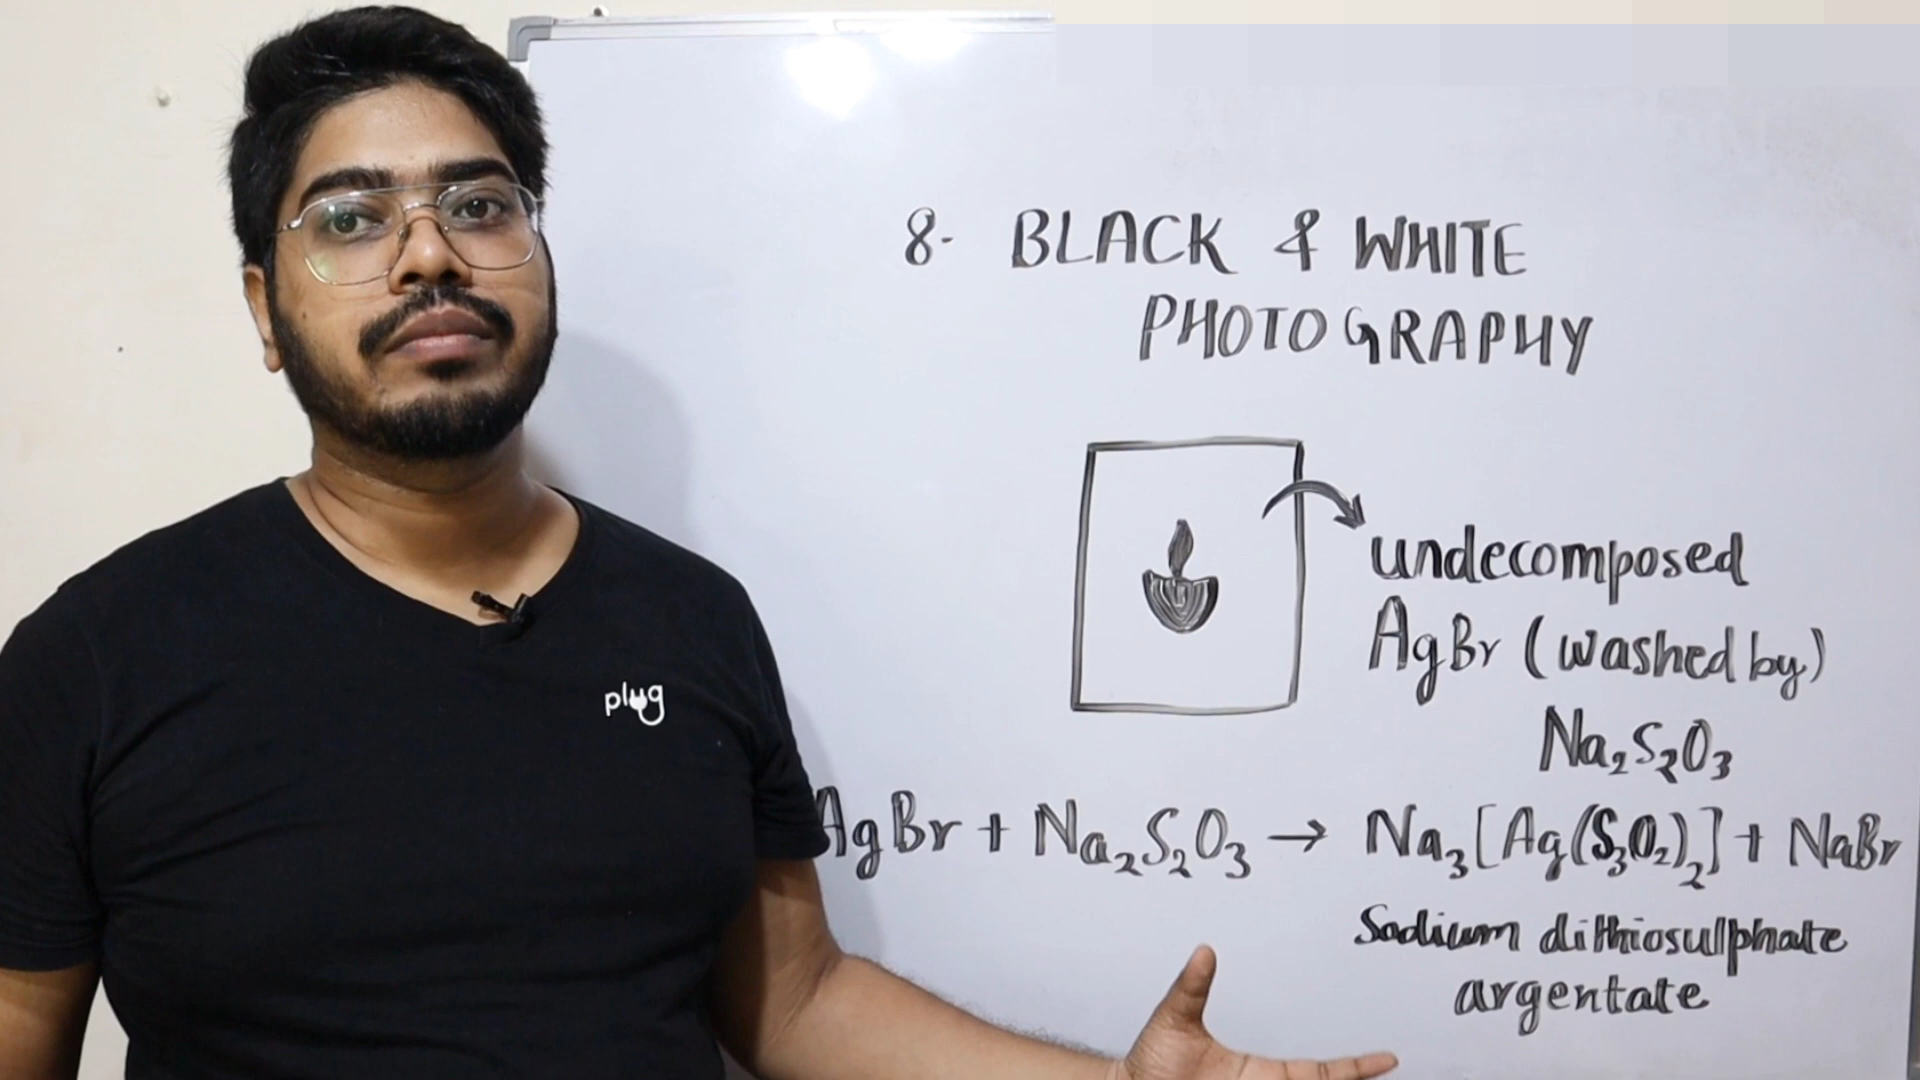 8- BLACK & WHITE
PHOTOGRAPHY
undecomposed
AgBr (washed by)
Na₂S₂O₃
AgBr + Na₂S₂O₃ → Na₃[Ag(S₃O₂)₂] + NaBr
Sodium dithiosulphate
argentate
plug